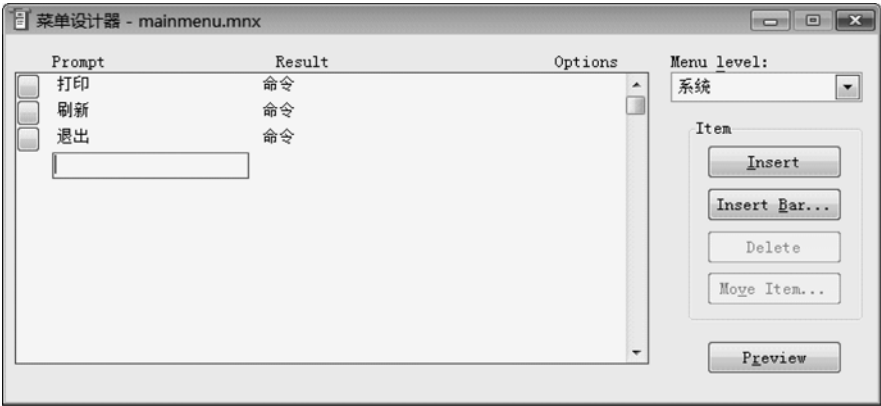 菜单设计器 - mainmenu.mnx
Prompt Result Options Menu level:
打印 命令 系统
刷新 命令 Item
退出 命令 Insert
Insert Bar...
Delete
Move Item...
Preview